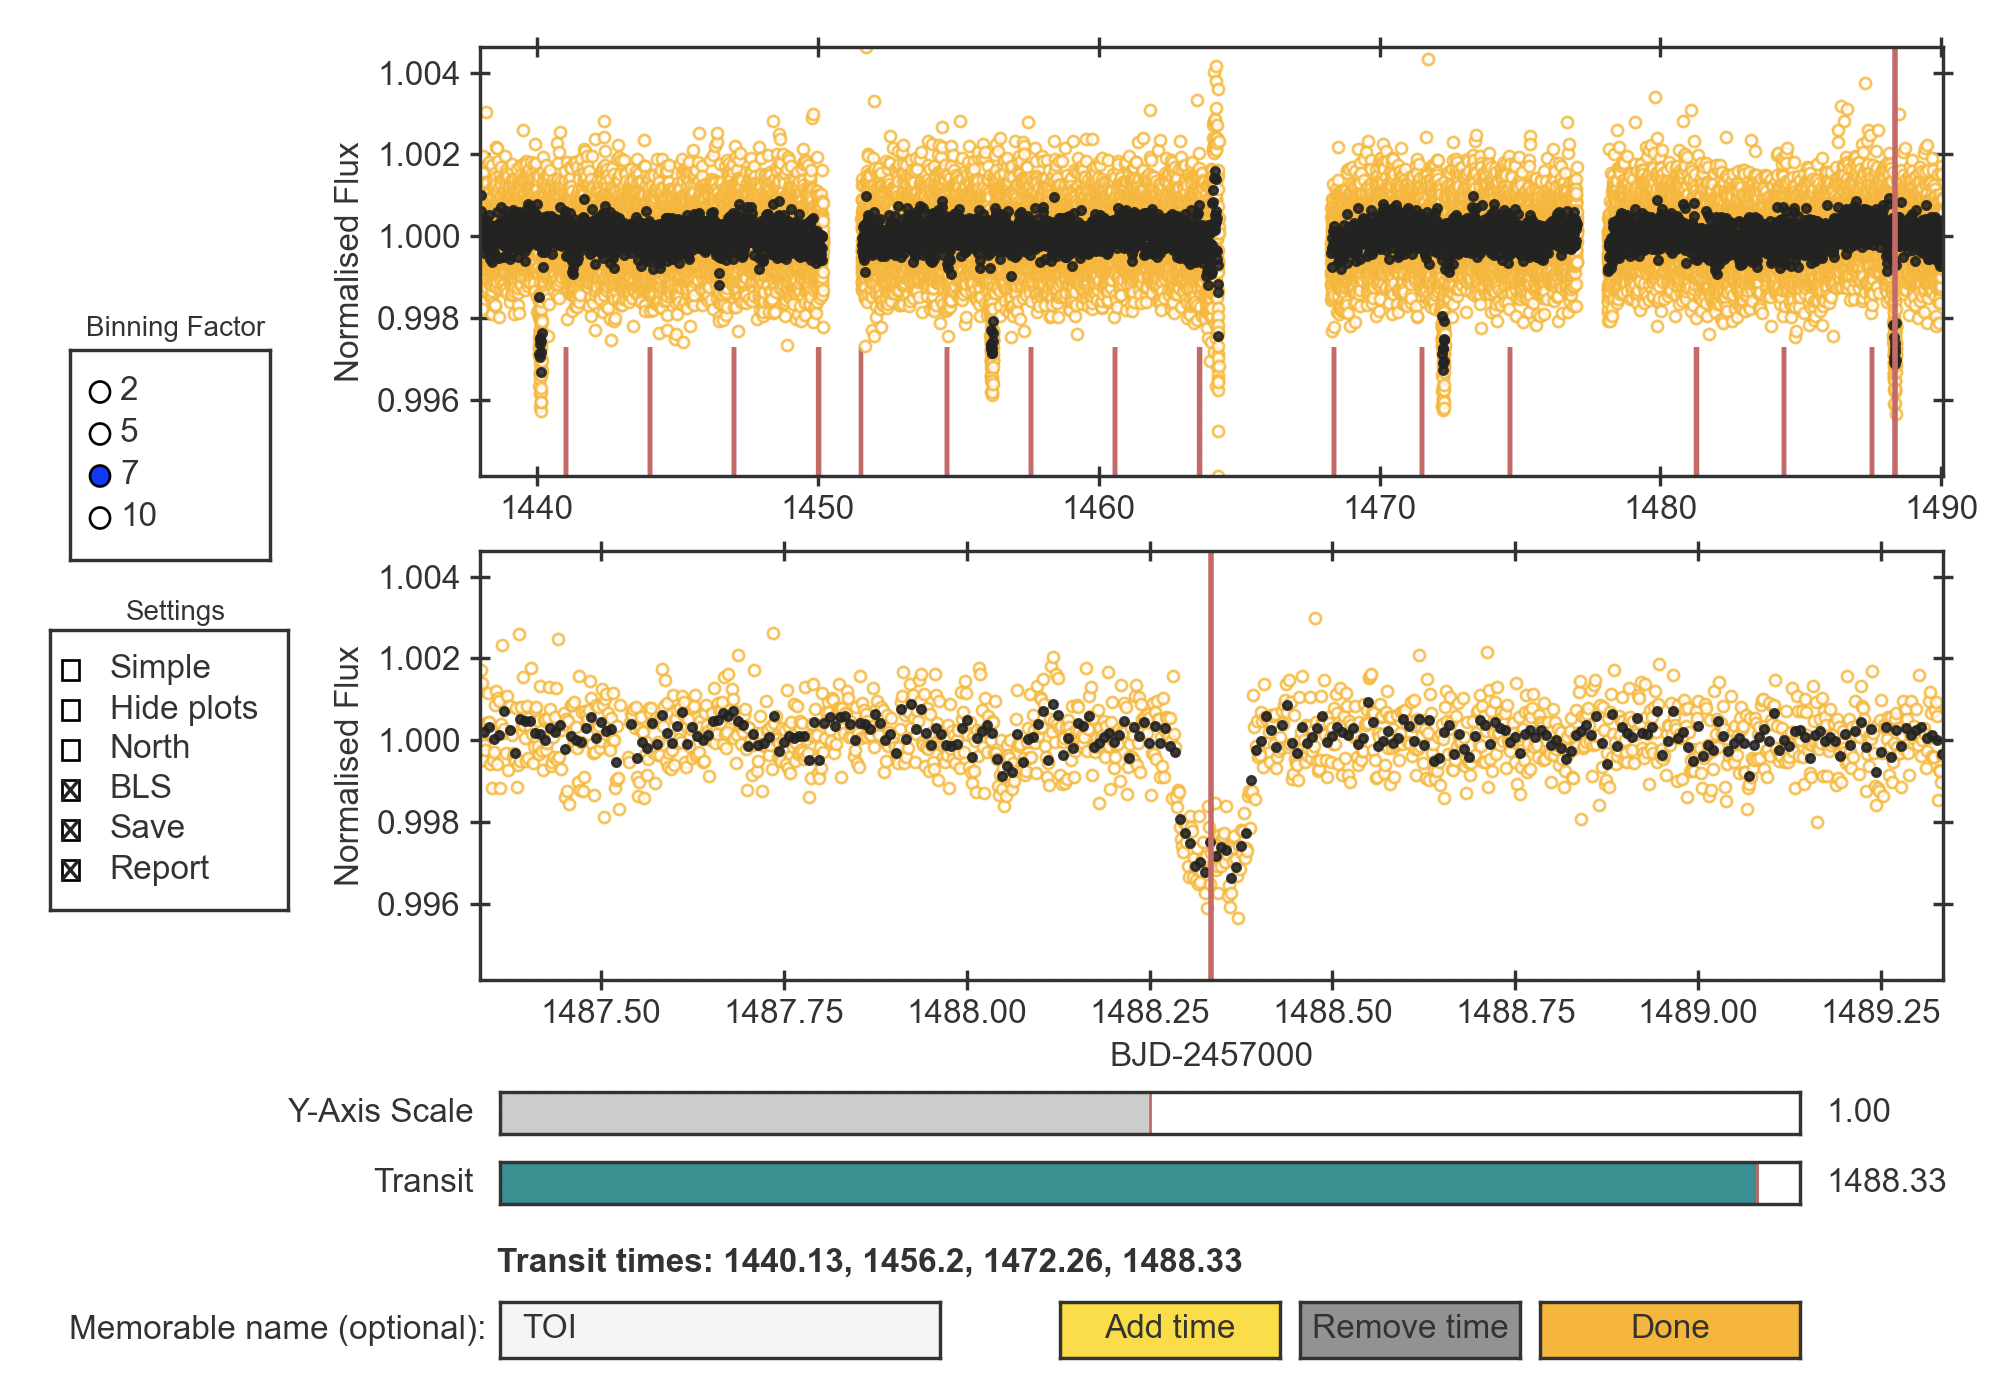 1.004
1.002
1.000
0.998
0.996
Normalised Flux
1440 1450 1460 1470 1480 1490
Binning Factor
2
5
7
10
Settings
Simple
Hide plots
North
BLS
Save
Report
1.004
1.002
1.000
0.998
0.996
Normalised Flux
1487.50 1487.75 1488.00 1488.25 1488.50 1488.75 1489.00 1489.25
BJD-2457000
Y-Axis Scale 1.00
Transit 1488.33
Transit times: 1440.13, 1456.2, 1472.26, 1488.33
Memorable name (optional): TOI Add time Remove time Done